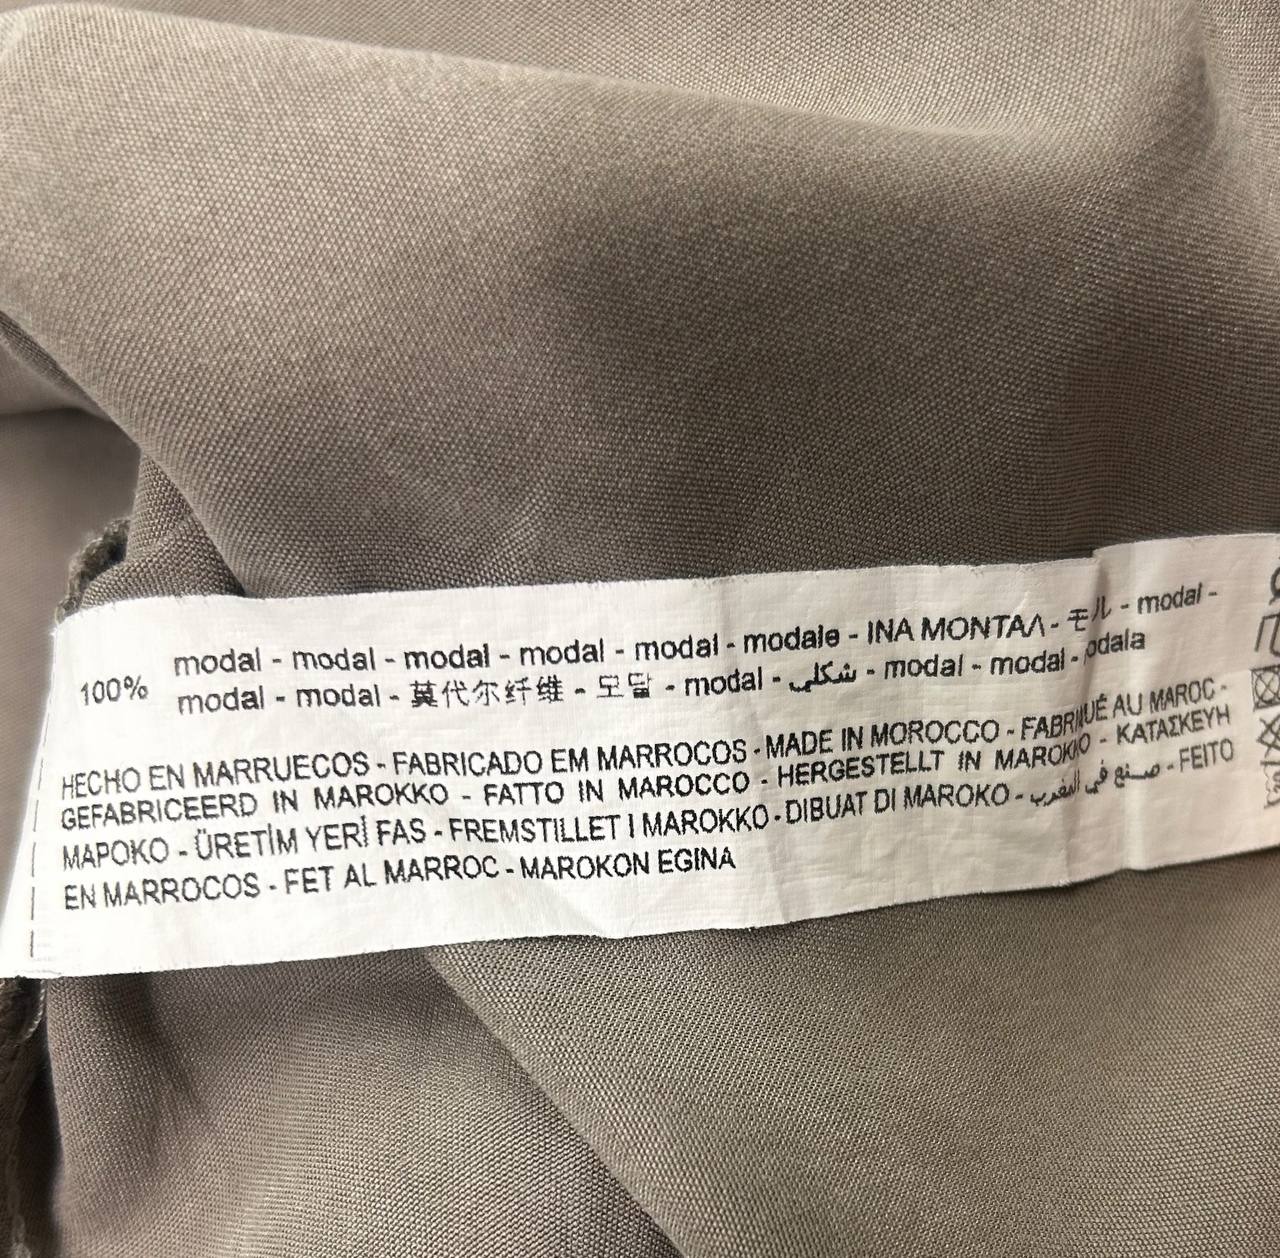 100% modal - modal - modal - modal - modal - modale - ΙΝΑ ΜΟΝΤΑΛ - モル - modal -
modal - modal - 莫代尔纤维 - 모달 - modal - شكلي - modal - modal - odala
HECHO EN MARRUECOS - FABRICADO EM MARROCOS - MADE IN MOROCCO - FABRIQUÉ AU MAROC -
GEFABRICEERD IN MAROKKO - FATTO IN MAROCCO - HERGESTELLT IN MAROKKO - ΚΑΤΑΣΚΕΥΗ
ΜΑΡΟΚΟ - ÜRETİM YERİ FAS - FREMSTILLET I MAROKKO - DIBUAT DI MAROKO - صنع في المغرب - FEITO
EN MARROCOS - FET AL MARROC - MAROKON EGINA